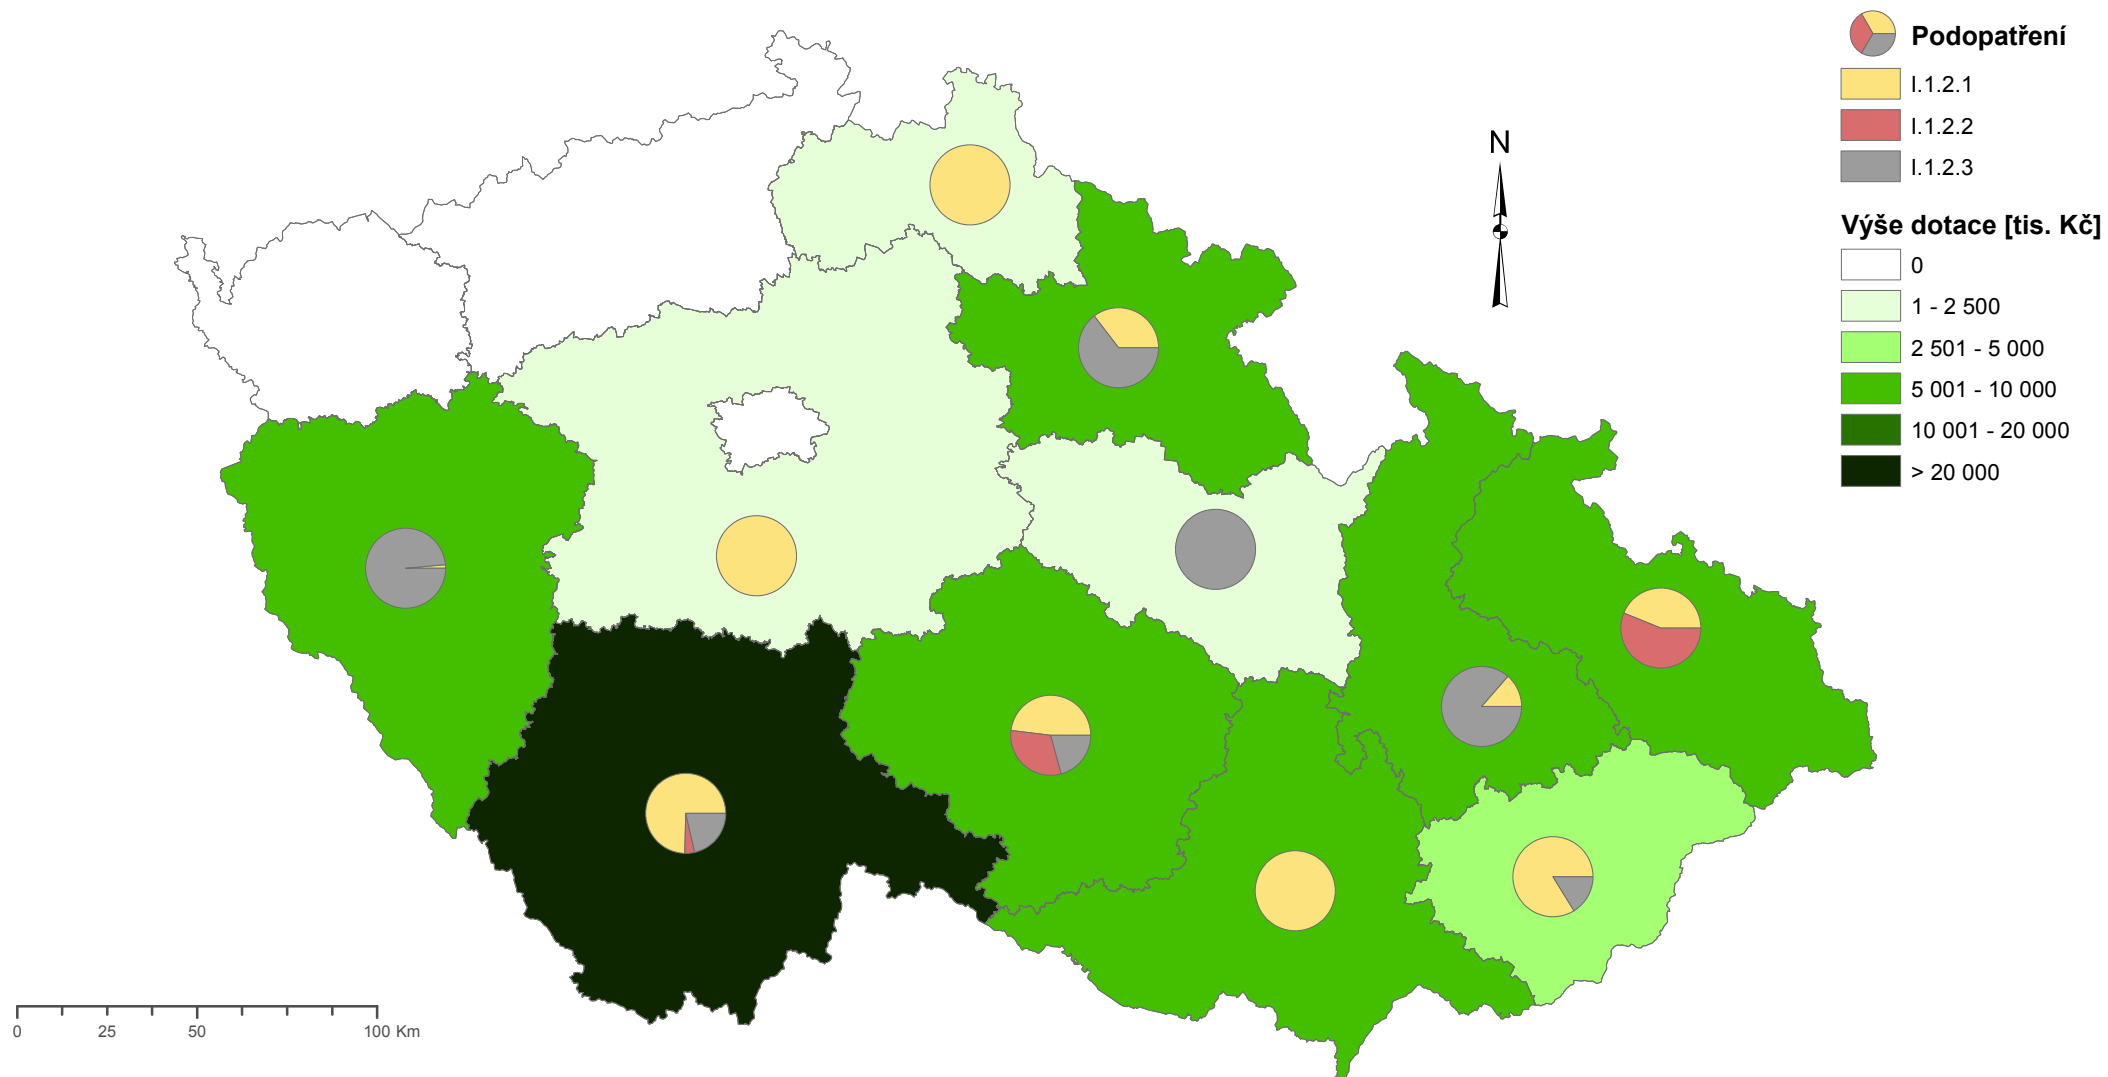 Podopatření
I.1.2.1
I.1.2.2
I.1.2.3
Výše dotace [tis. Kč]
0
1 - 2 500
2 501 - 5 000
5 001 - 10 000
10 001 - 20 000
> 20 000
N
0 25 50 100 Km